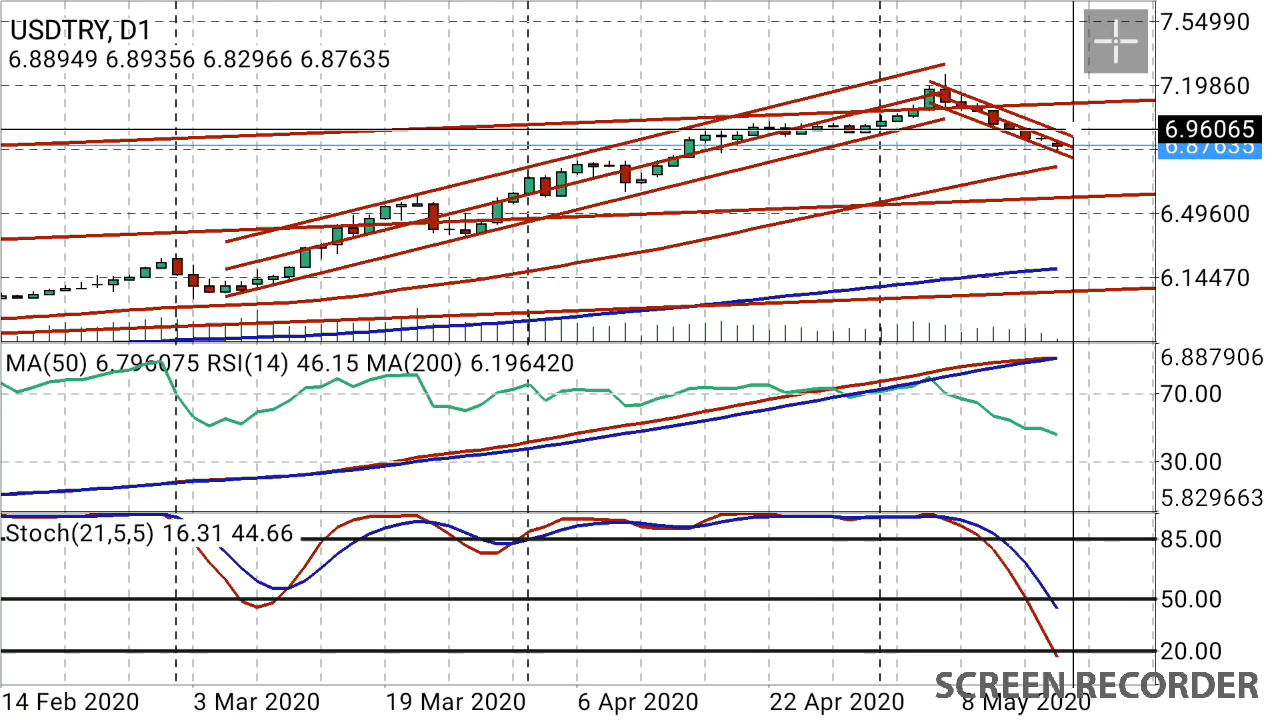 USDTRY, D1
6.88949 6.89356 6.82966 6.87635
7.54990
7.19860
6.96065
6.87635
6.49600
6.14470
MA(50) 6.796075 RSI(14) 46.15 MA(200) 6.196420
6.887906
70.00
30.00
5.829663
Stoch(21,5,5) 16.31 44.66
85.00
50.00
20.00
14 Feb 2020 3 Mar 2020 19 Mar 2020 6 Apr 2020 22 Apr 2020 8 May 2020
SCREEN RECORDER